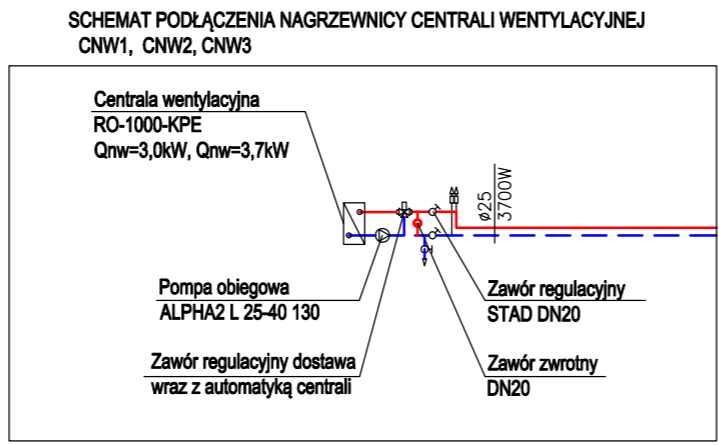 SCHEMAT PODŁĄCZENIA NAGRZEWNICY CENTRALI WENTYLACYJNEJ
CNW1, CNW2, CNW3
Centrala wentylacyjna
RO-1000-KPE
Qnw=3,0kW, Qnw=3,7kW
ø25
3700W
Pompa obiegowa
ALPHA2 L 25-40 130
Zawór regulacyjny
STAD DN20
Zawór regulacyjny dostawa
wraz z automatyką centrali
Zawór zwrotny
DN20